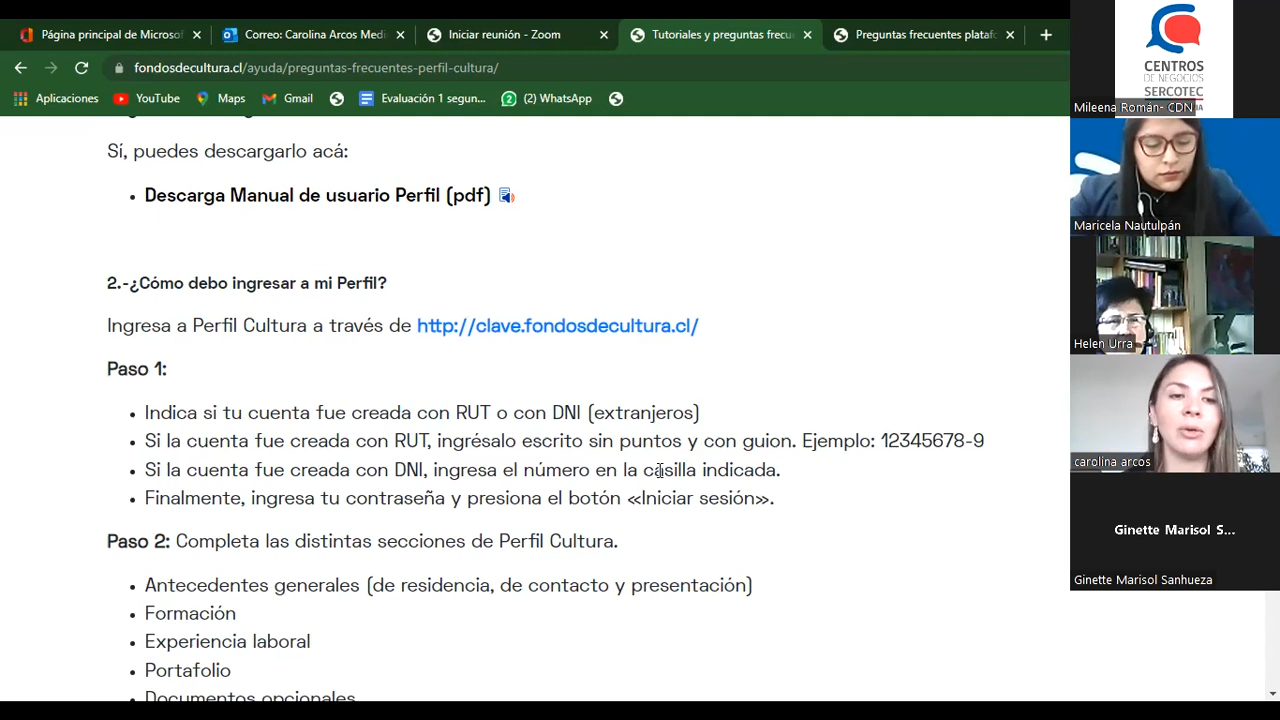 Página principal de Microsof
Correo: Carolina Arcos Medi
Iniciar reunión - Zoom
Tutoriales y preguntas frecue
Preguntas frecuentes plataf
fondosdecultura.cl/ayuda/preguntas-frecuentes-perfil-cultura/
Aplicaciones
YouTube
Maps
Gmail
Evaluación 1 segun...
(2) WhatsApp
Sí, puedes descargarlo acá:
• Descarga Manual de usuario Perfil (pdf)
2.-¿Cómo debo ingresar a mi Perfil?
Ingresa a Perfil Cultura a través de http://clave.fondosdecultura.cl/
Paso 1:
• Indica si tu cuenta fue creada con RUT o con DNI (extranjeros)
• Si la cuenta fue creada con RUT, ingrésalo escrito sin puntos y con guion. Ejemplo: 12345678-9
• Si la cuenta fue creada con DNI, ingresa el número en la casilla indicada.
• Finalmente, ingresa tu contraseña y presiona el botón «Iniciar sesión».
Paso 2: Completa las distintas secciones de Perfil Cultura.
• Antecedentes generales (de residencia, de contacto y presentación)
• Formación
• Experiencia laboral
• Portafolio
• Documentos opcionales
CENTROS
DE NEGOCIOS
SERCOTEC
Mileena Román- CDN
Maricela Nautulpán
Helen Urra
carolina arcos
Ginette Marisol S...
Ginette Marisol Sanhueza